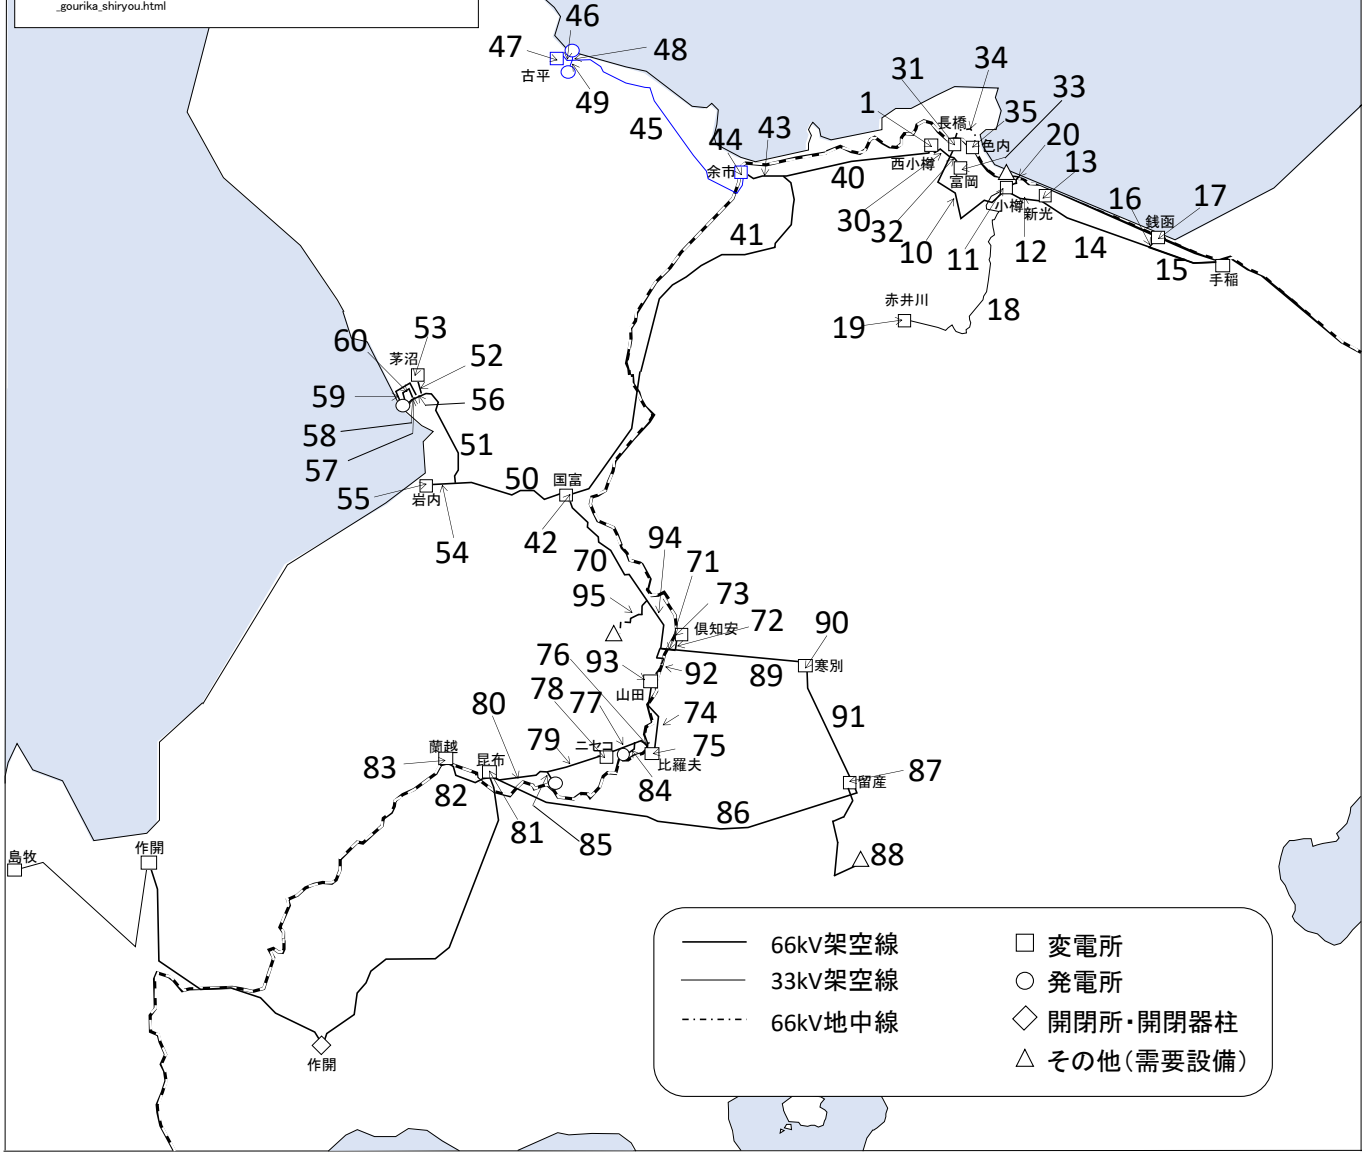 _gourika_shiryou.html
46
47
48
古平
49
45
44
43
余市
40
41
1
31
長橋
34
33
35
色内
20
13
西小樽
富岡
30
32
10
11
小樽
新光
12
14
16
銭函
17
15
手稲
18
赤井川
19
60
53
茅沼
52
59
56
58
57
51
50
国富
55
岩内
54
42
70
94
71
95
73
倶知安
72
90
寒別
89
76
93
92
山田
78
77
74
91
80
79
ニセコ
75
比羅夫
蘭越
昆布
83
84
87
留産
82
81
85
86
88
島牧
作開
作開
66kV架空線
33kV架空線
66kV地中線
変電所
発電所
開閉所・開閉器柱
その他(需要設備)